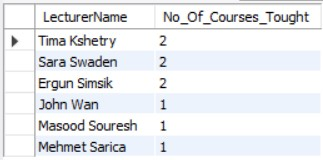 LecturerName No_Of_Courses_Tought
Tima Kshetry 2
Sara Swaden 2
Ergun Simsik 2
John Wan 1
Masood Souresh 1
Mehmet Sarica 1